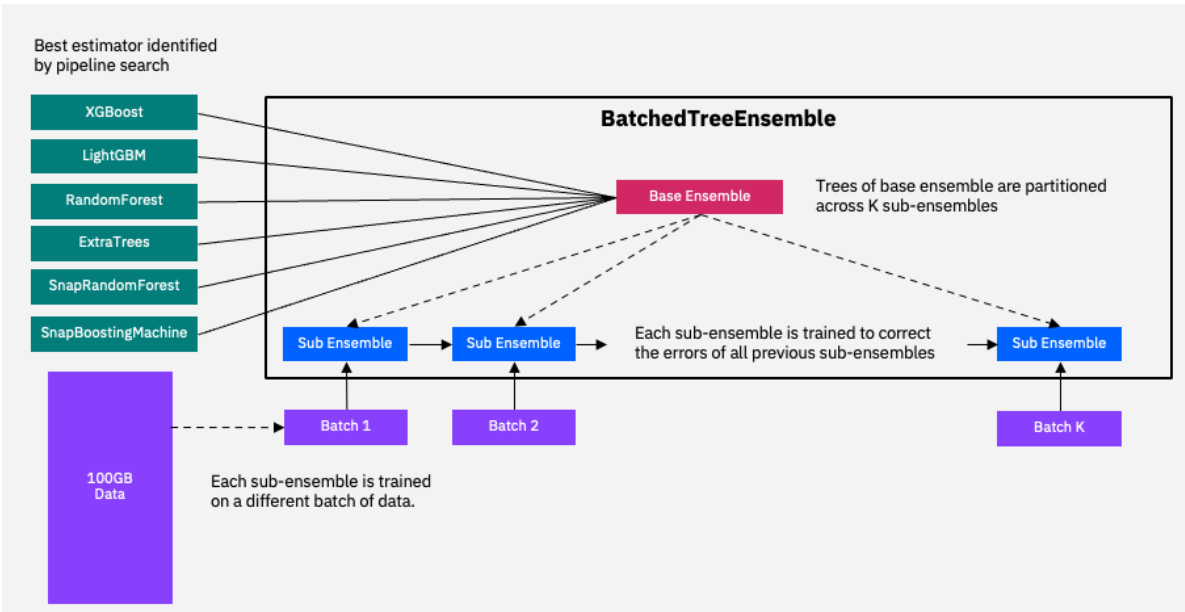 Best estimator identified
by pipeline search
XGBoost
LightGBM
RandomForest
ExtraTrees
SnapRandomForest
SnapBoostingMachine
BatchedTreeEnsemble
Base Ensemble
Trees of base ensemble are partitioned
across K sub-ensembles
Sub Ensemble
Sub Ensemble
Each sub-ensemble is trained to correct
the errors of all previous sub-ensembles
Sub Ensemble
Batch 1
Batch 2
Batch K
100GB
Data
Each sub-ensemble is trained
on a different batch of data.